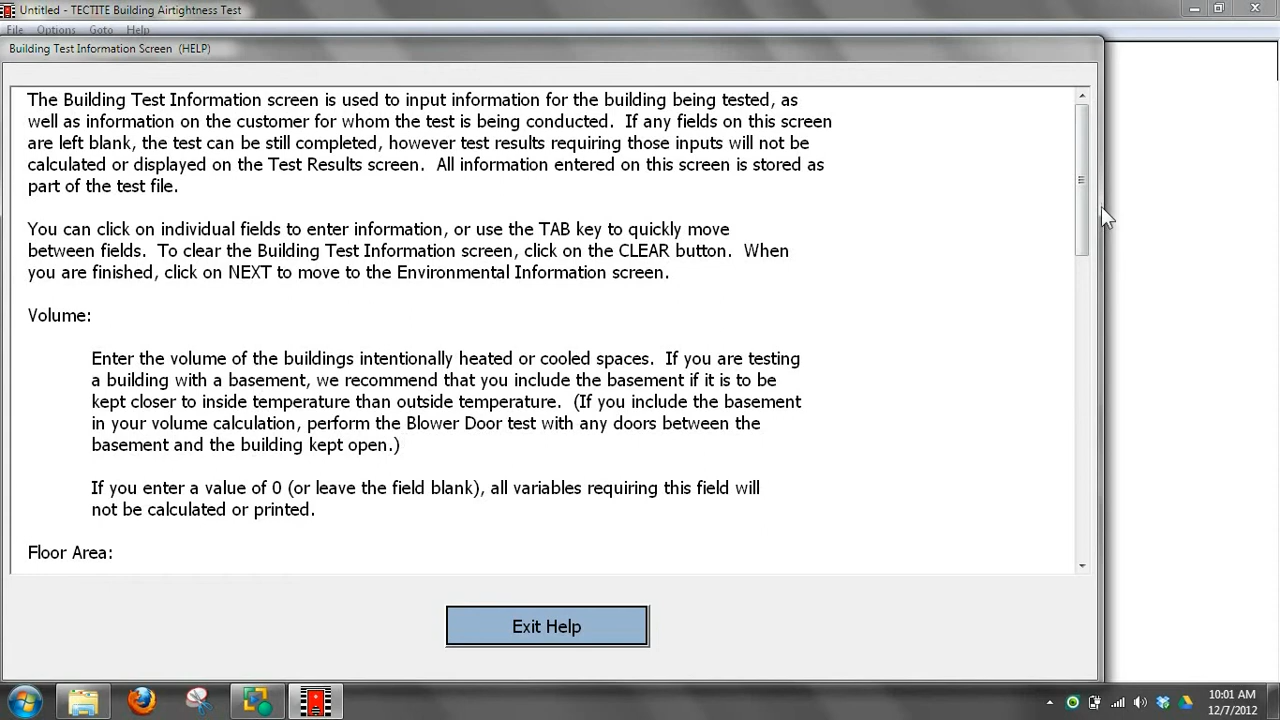 Untitled - TECTITE Building Airtightness Test
File Options Goto Help
Building Test Information Screen (HELP)
The Building Test Information screen is used to input information for the building being tested, as
well as information on the customer for whom the test is being conducted. If any fields on this screen
are left blank, the test can be still completed, however test results requiring those inputs will not be
calculated or displayed on the Test Results screen. All information entered on this screen is stored as
part of the test file.
You can click on individual fields to enter information, or use the TAB key to quickly move
between fields. To clear the Building Test Information screen, click on the CLEAR button. When
you are finished, click on NEXT to move to the Environmental Information screen.
Volume:
Enter the volume of the buildings intentionally heated or cooled spaces. If you are testing
a building with a basement, we recommend that you include the basement if it is to be
kept closer to inside temperature than outside temperature. (If you include the basement
in your volume calculation, perform the Blower Door test with any doors between the
basement and the building kept open.)
If you enter a value of 0 (or leave the field blank), all variables requiring this field will
not be calculated or printed.
Floor Area:
Exit Help
10:01 AM
12/7/2012